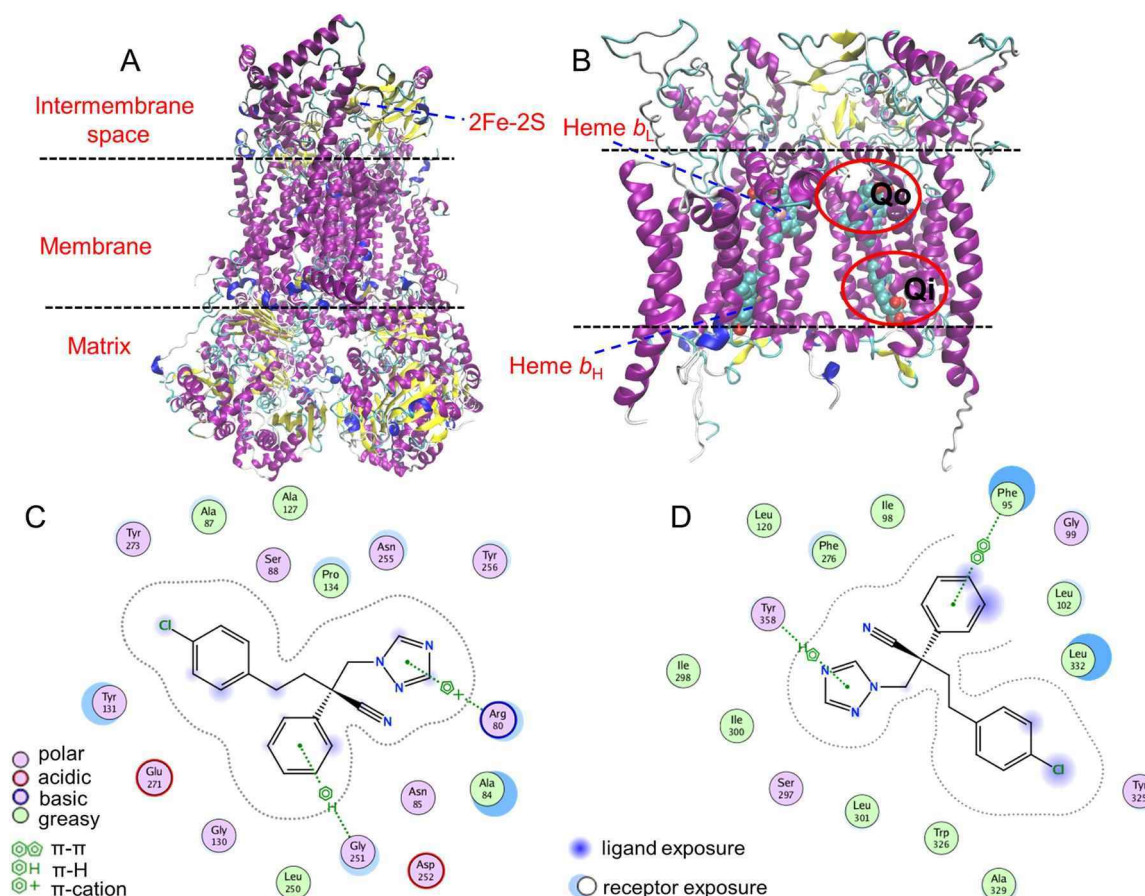 A
B
Intermembrane
space
2Fe-2S
Heme bL
Membrane
Qo
Matrix
Qi
Heme bH
C
Ala
127
Ala
87
Tyr
273
Ser
88
Asn
255
Tyr
256
Pro
134
Cl
N
N
N
N
Tyr
131
Arg
80
Glu
271
Asn
85
Ala
84
H
Gly
130
Gly
251
Leu
250
Asp
252
polar
acidic
basic
greasy
π-π
H π-H
+ π-cation
D
Phe
95
Leu
120
Ile
98
Gly
99
Phe
276
Leu
102
Tyr
358
H
N
N
N
N
Leu
332
Ile
298
Ile
300
Cl
Ser
297
Tyr
325
Leu
301
Trp
326
Ala
329
ligand exposure
receptor exposure